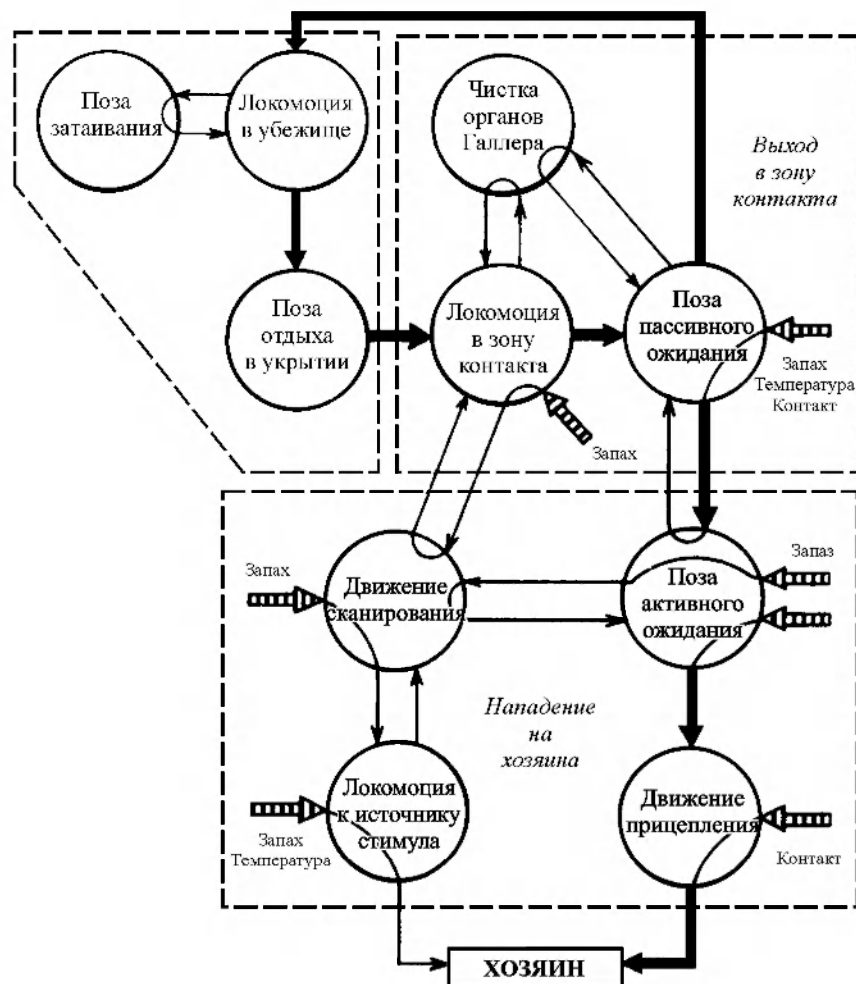 Поза
затаивания
Локомоция
в убежище
Чистка
органов
Галлера
Выход
в зону
контакта
Поза
отдыха
в укрытии
Локомоция
в зону
контакта
Поза
пассивного
ожидания
Запах
Температура
Контакт
Запах
Запах
Движение
сканирования
Поза
активного
ожидания
Запаз
Нападение
на
хозяина
Локомоция
к источнику
стимула
Запах
Температура
Движение
прицепления
Контакт
ХОЗЯИН